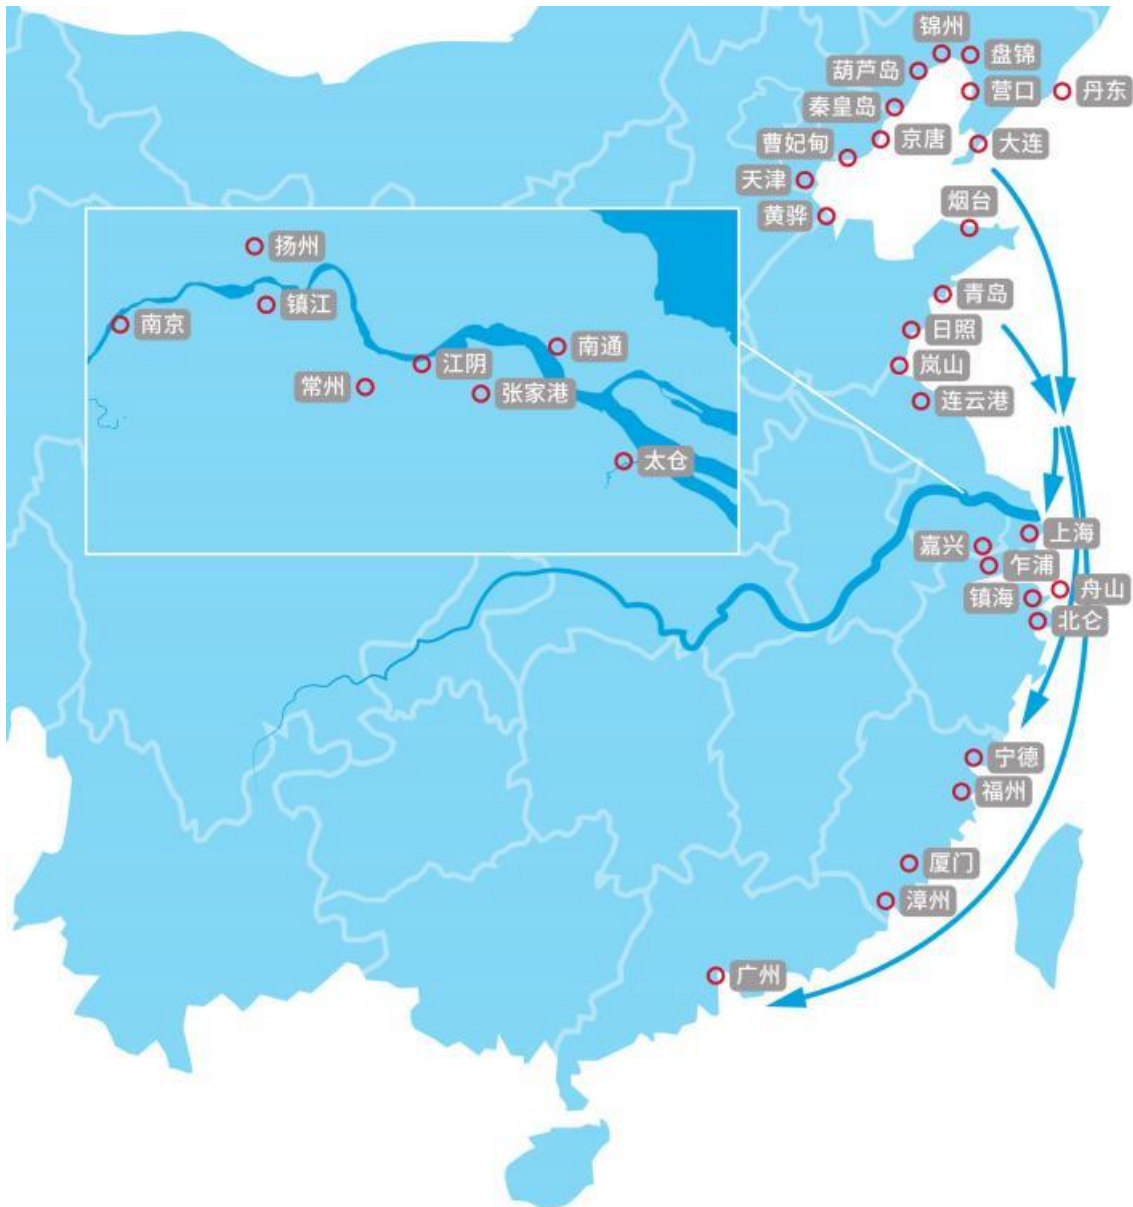 锦州
盘锦
葫芦岛
营口
丹东
秦皇岛
京唐
大连
曹妃甸
天津
黄骅
烟台
扬州
青岛
镇江
南京
日照
南通
江阴
岚山
常州
张家港
连云港
太仓
上海
嘉兴
乍浦
舟山
镇海
北仑
宁德
福州
厦门
漳州
广州